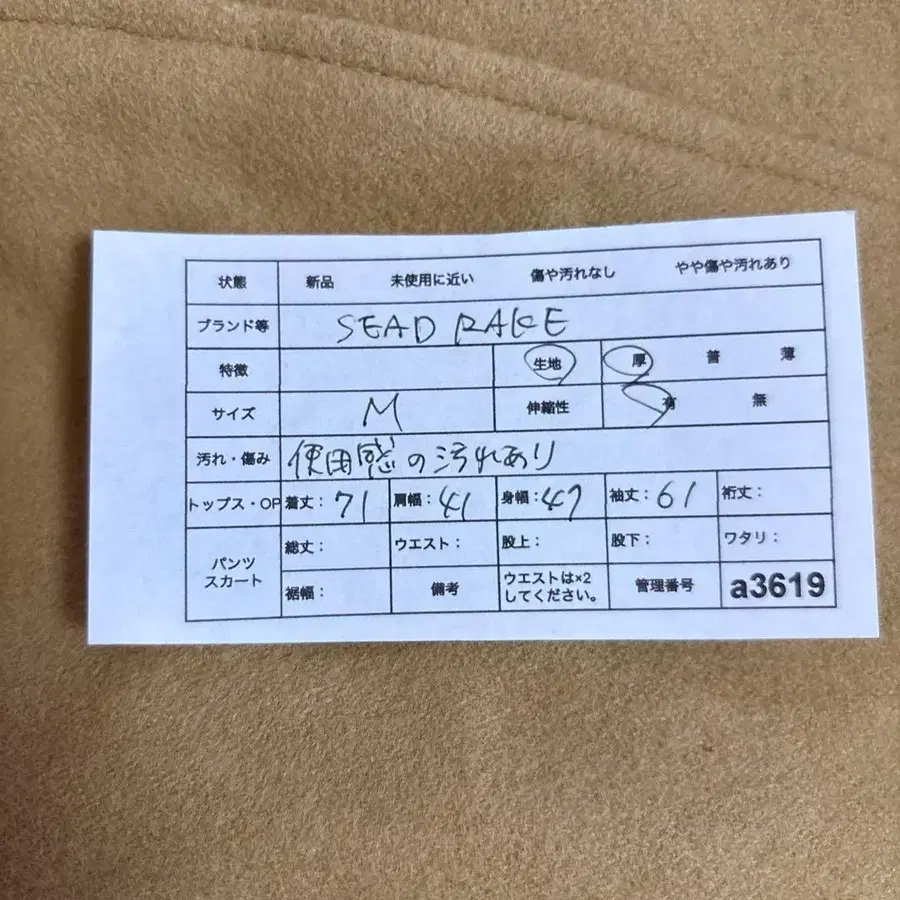 状態 新品 未使用に近い 傷や汚れなし やや傷や汚れあり
ブランド等 SEAD RAKE
特徴 生地 厚 普 薄
サイズ M 伸縮性 有 無
汚れ・傷み 使用感の汚れあり
トップス・OP 着丈：71 肩幅：41 身幅：47 袖丈：61 裄丈：
パンツ
スカート
総丈： ウエスト： 股上： 股下： ワタリ：
裾幅： 備考 ウエストは×2
してください。
管理番号 a3619